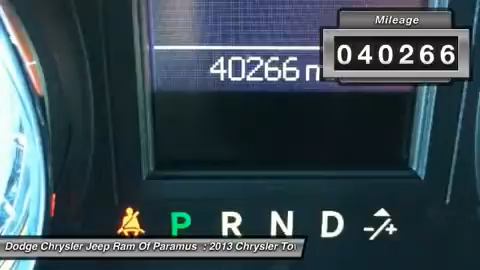 Mileage
040266
40266 m
P R N D -/+
Dodge Chrysler Jeep Ram Of Paramus : 2013 Chrysler To